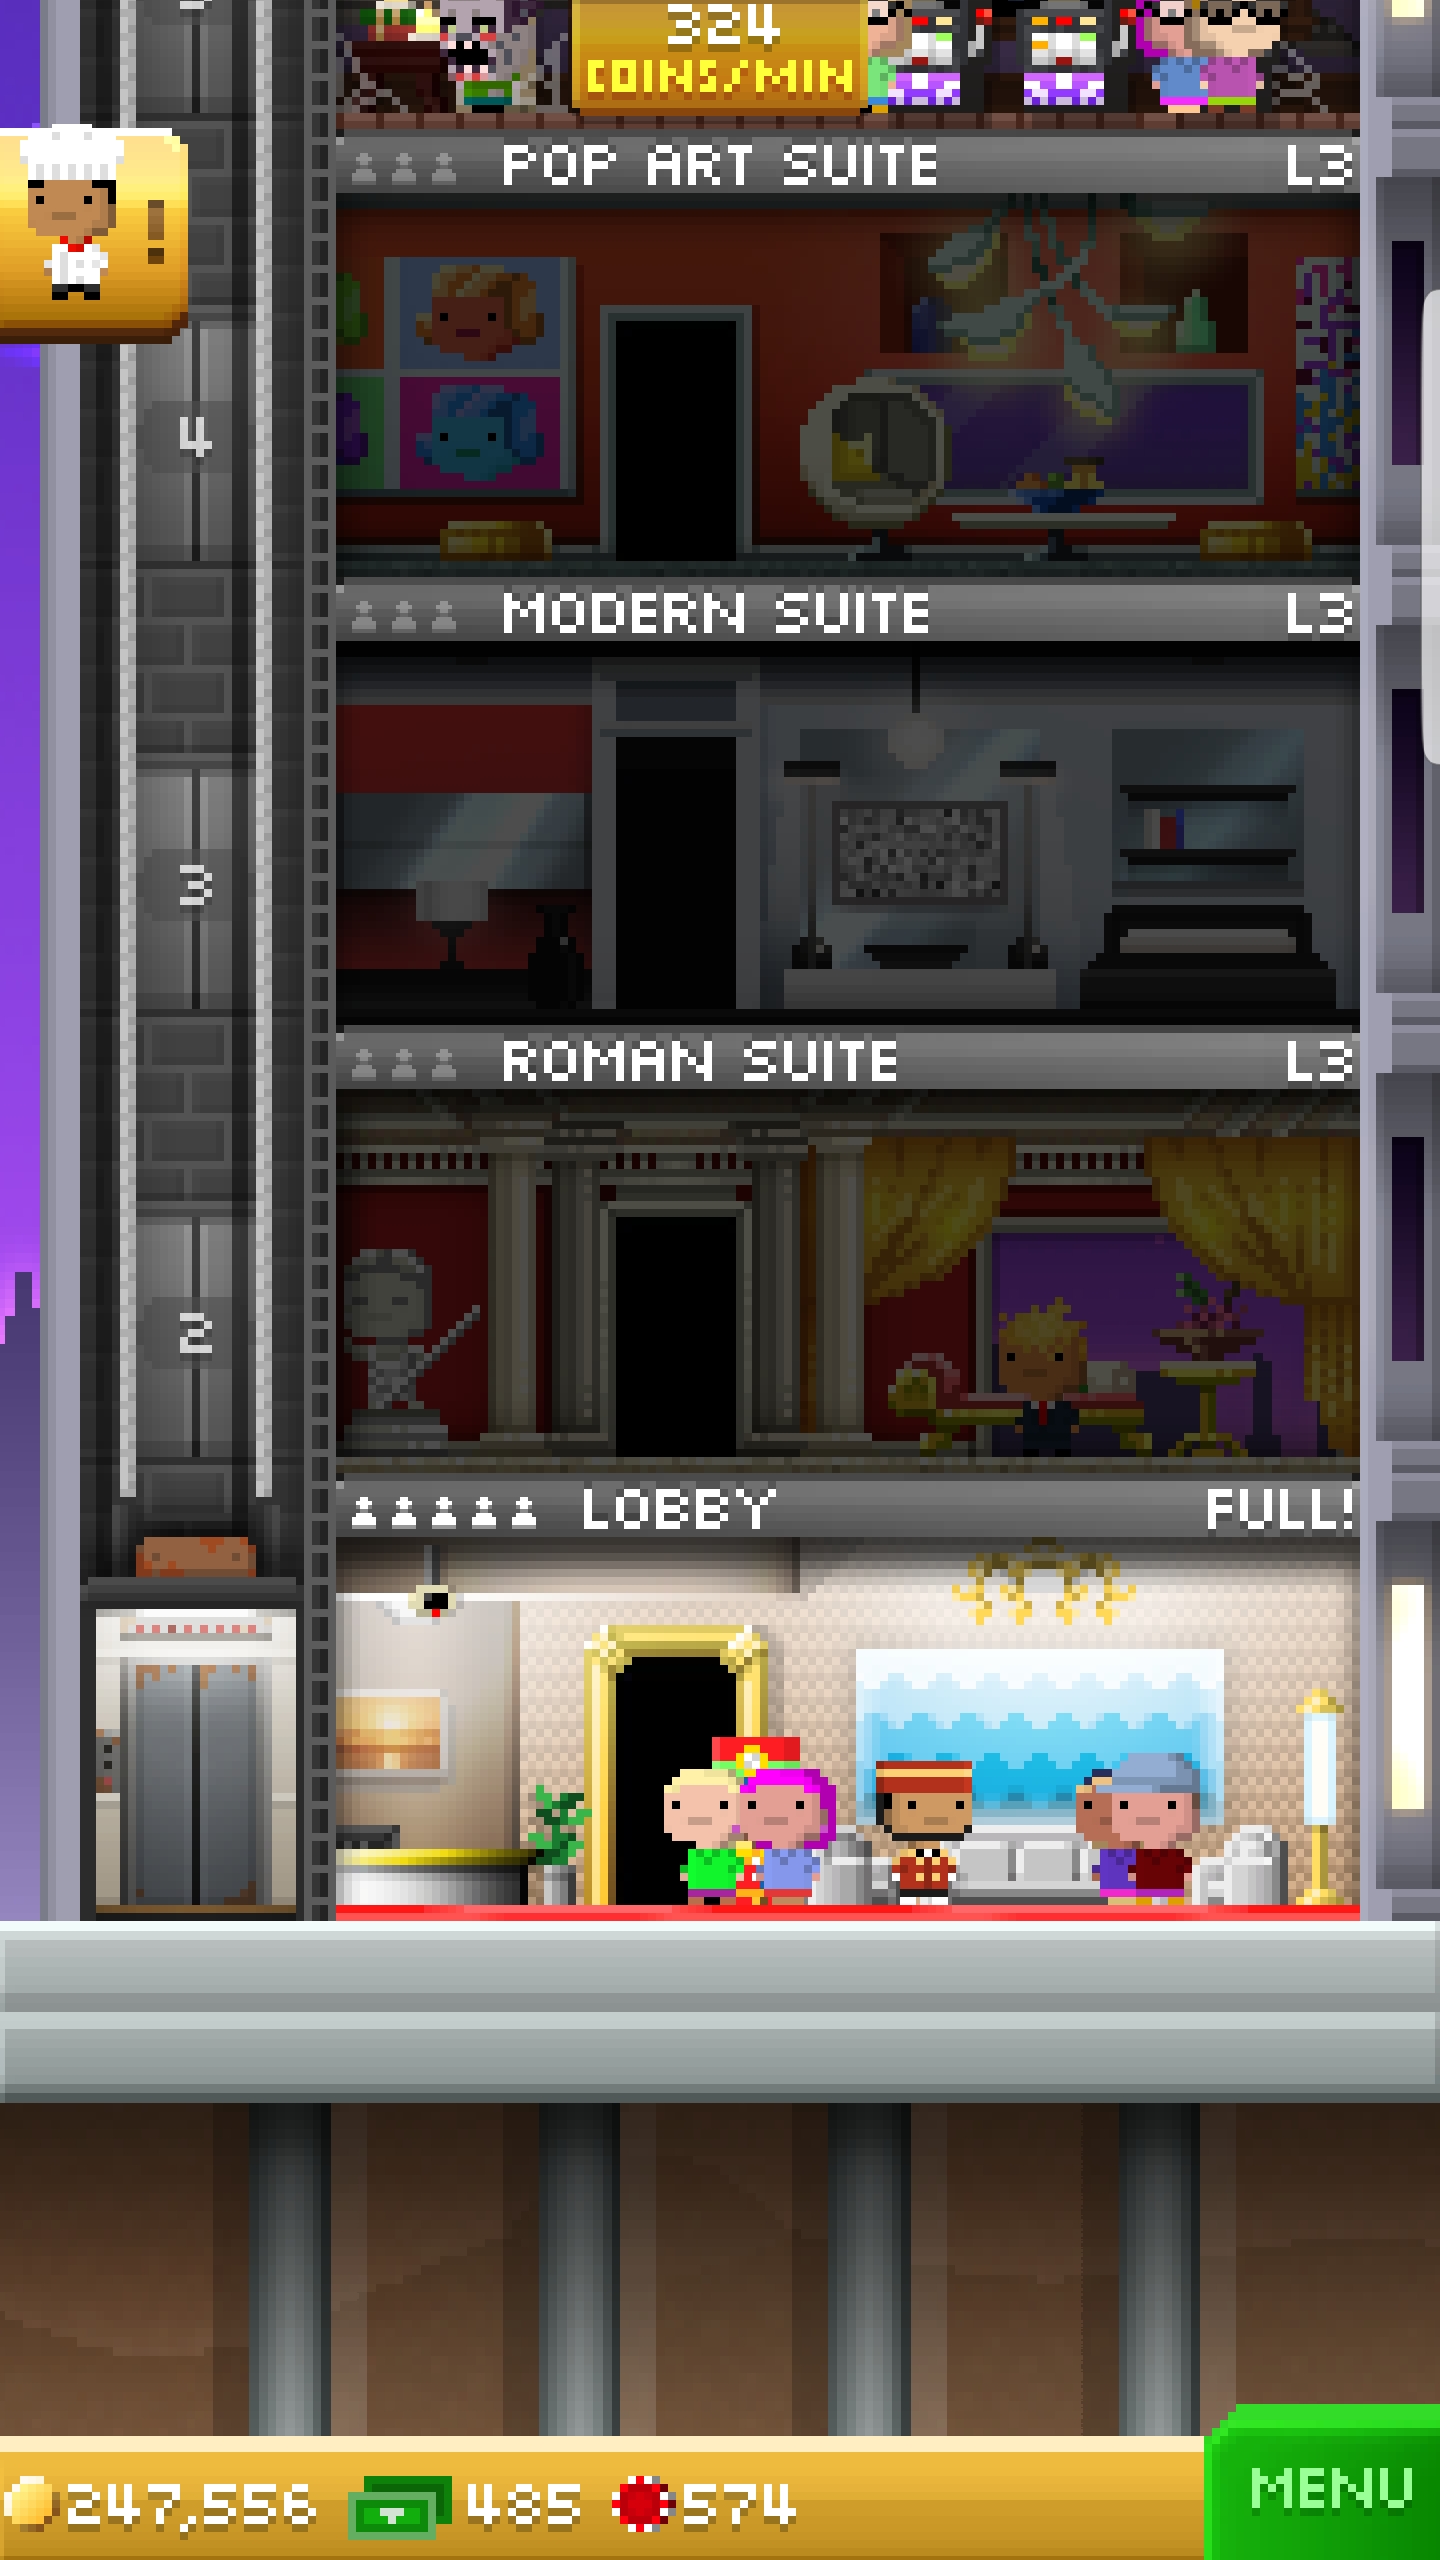 324
COINS/MIN
POP ART SUITE L3
!
4
MODERN SUITE L3
3
ROMAN SUITE L3
2
LOBBY FULL!
247,556 485 574
MENU